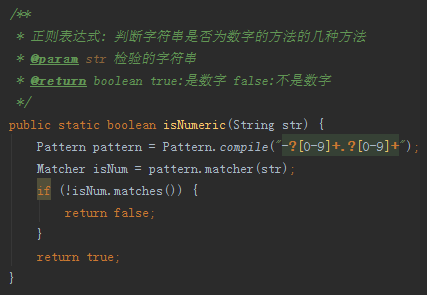 /**
 * 正则表达式: 判断字符串是否为数字的方法的几种方法
 * @param str 检验的字符串
 * @return boolean true:是数字 false:不是数字
 */
public static boolean isNumeric(String str) {
    Pattern pattern = Pattern.compile("-?[0-9]+.?[0-9]+");
    Matcher isNum = pattern.matcher(str);
    if (!isNum.matches()) {
        return false;
    }
    return true;
}